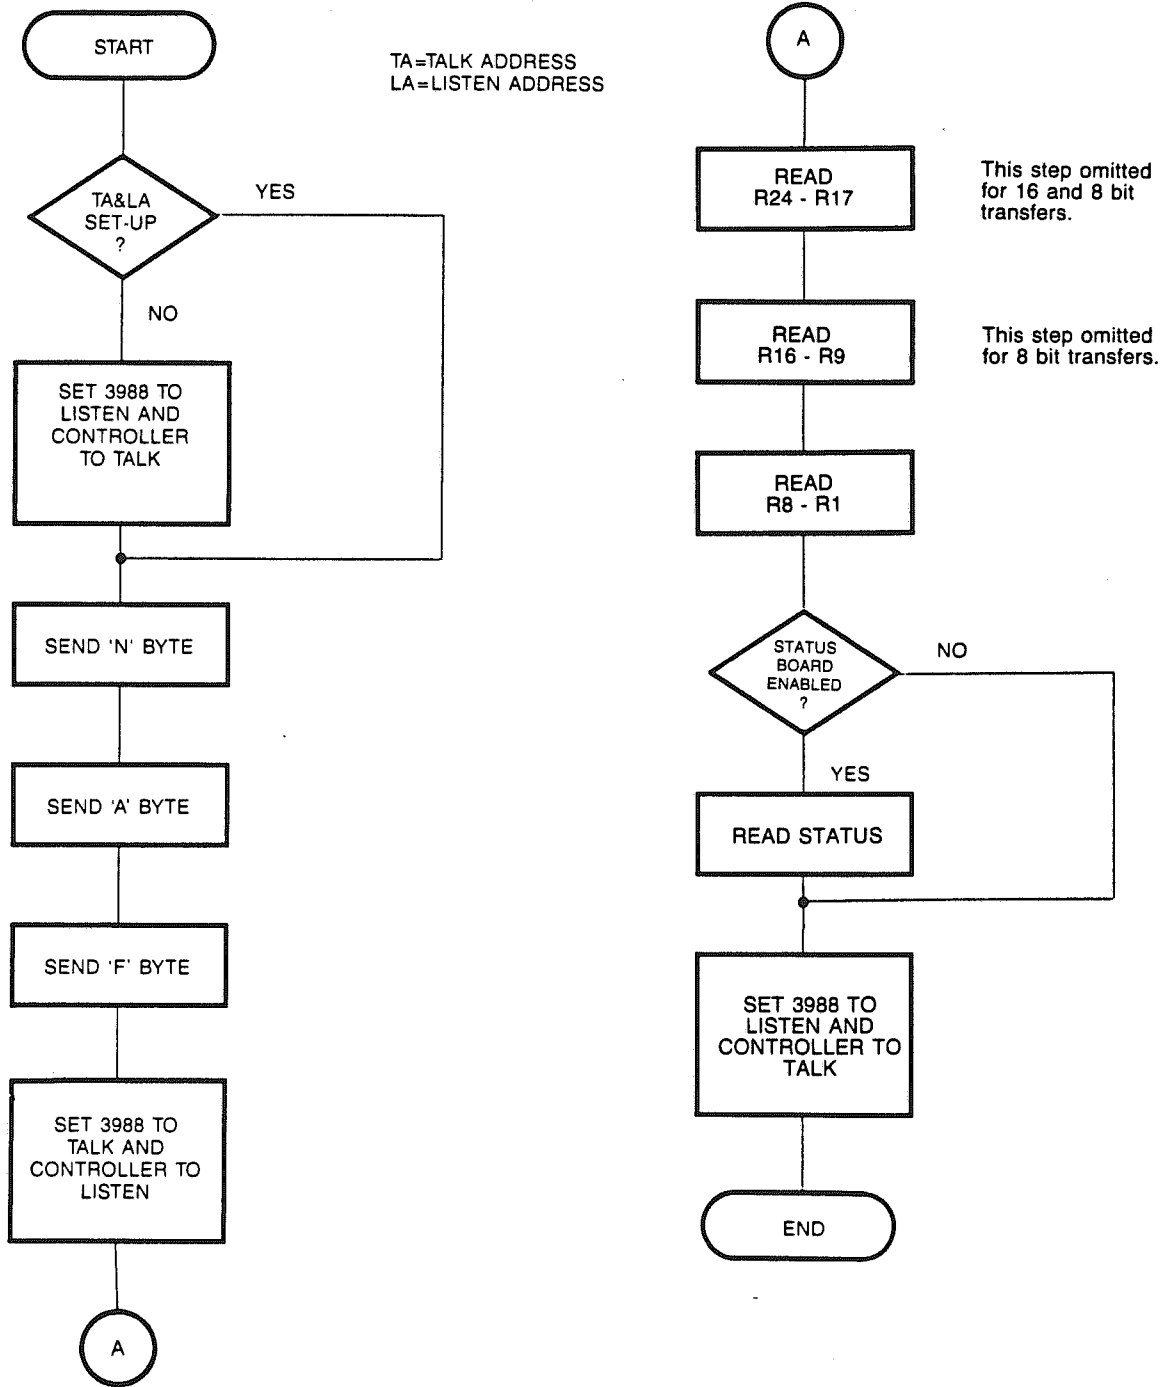 START
TA=TALK ADDRESS
LA=LISTEN ADDRESS
TA&LA
SET-UP
?
YES
NO
SET 3988 TO
LISTEN AND
CONTROLLER
TO TALK
SEND 'N' BYTE
SEND 'A' BYTE
SEND 'F' BYTE
SET 3988 TO
TALK AND
CONTROLLER TO
LISTEN
A
A
READ
R24 - R17
This step omitted
for 16 and 8 bit
transfers.
READ
R16 - R9
This step omitted
for 8 bit transfers.
READ
R8 - R1
STATUS
BOARD
ENABLED
?
NO
YES
READ STATUS
SET 3988 TO
LISTEN AND
CONTROLLER TO
TALK
END